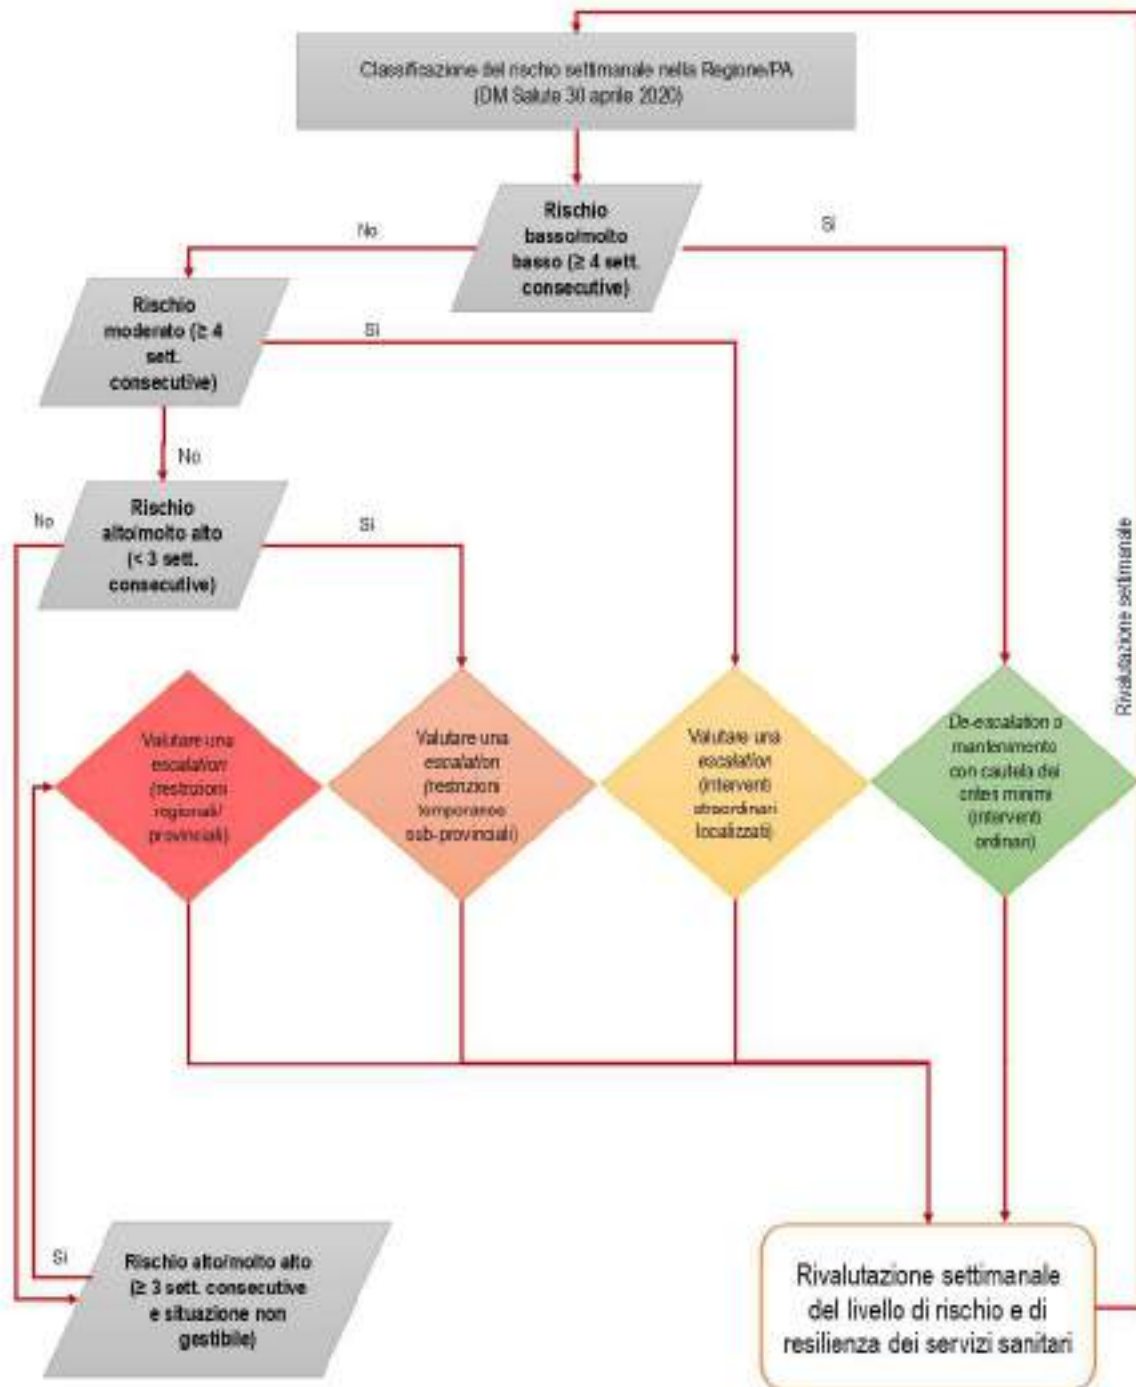 Classificazione del rischio settimanale nella Regione/PA
(DM Salute 30 aprile 2020)
Rischio
basso/molto
basso (≥ 4 sett.
consecutive)
No
Si
Rischio
moderato (≥ 4
sett.
consecutive)
Si
No
Rischio
alto/molto alto
(< 3 sett.
consecutive)
No
Si
Rivalutazione settimanale
Valutare una
escalation
(restrizioni
regionali/
provinciali)
Valutare una
escalation
(restrizioni
temporanee
sub-provinciali)
Valutare una
escalation
(interventi
straordinari
localizzati)
De-escalation o
mantenimento
con cautela dei
criteri minimi
(interventi
ordinari)
Si
Rischio alto/molto alto
(≥ 3 sett. consecutive
e situazione non
gestibile)
Rivalutazione settimanale
del livello di rischio e di
resilienza dei servizi sanitari